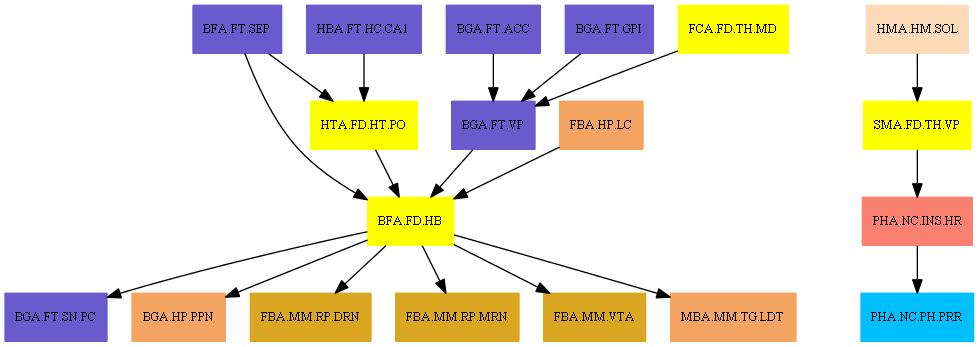 BFA.FT.SEP
HBA.FT.HC.CA1
BGA.FT.ACC
BGA.FT.GPI
FCA.FD.TH.MD
HMA.HM.SOL
HTA.FD.HT.PO
BGA.FT.VP
FBA.HP.LC
SMA.FD.TH.VP
BFA.FD.HB
PHA.NC.INS.HR
BGA.FT.SN.PC
BGA.HP.PPN
FBA.MM.RP.DRN
FBA.MM.RP.MRN
FBA.MM.VTA
MBA.MM.TG.LDT
PHA.NC.PH.PRR